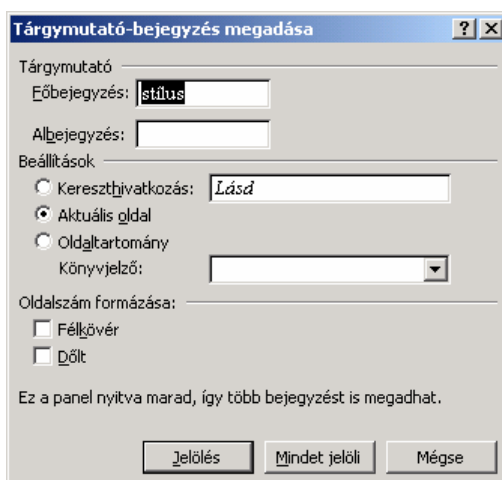 Tárgymutató-bejegyzés megadása
Tárgymutató
Főbejegyzés: stílus
Albejegyzés:
Beállítások
Kereszthivatkozás: Lásd
Aktuális oldal
Oldaltartomány
Könyvjelző:
Oldalszám formázása:
Félkövér
Dőlt
Ez a panel nyitva marad, így több bejegyzést is megadhat.
Jelölés Mindet jelöli Mégse